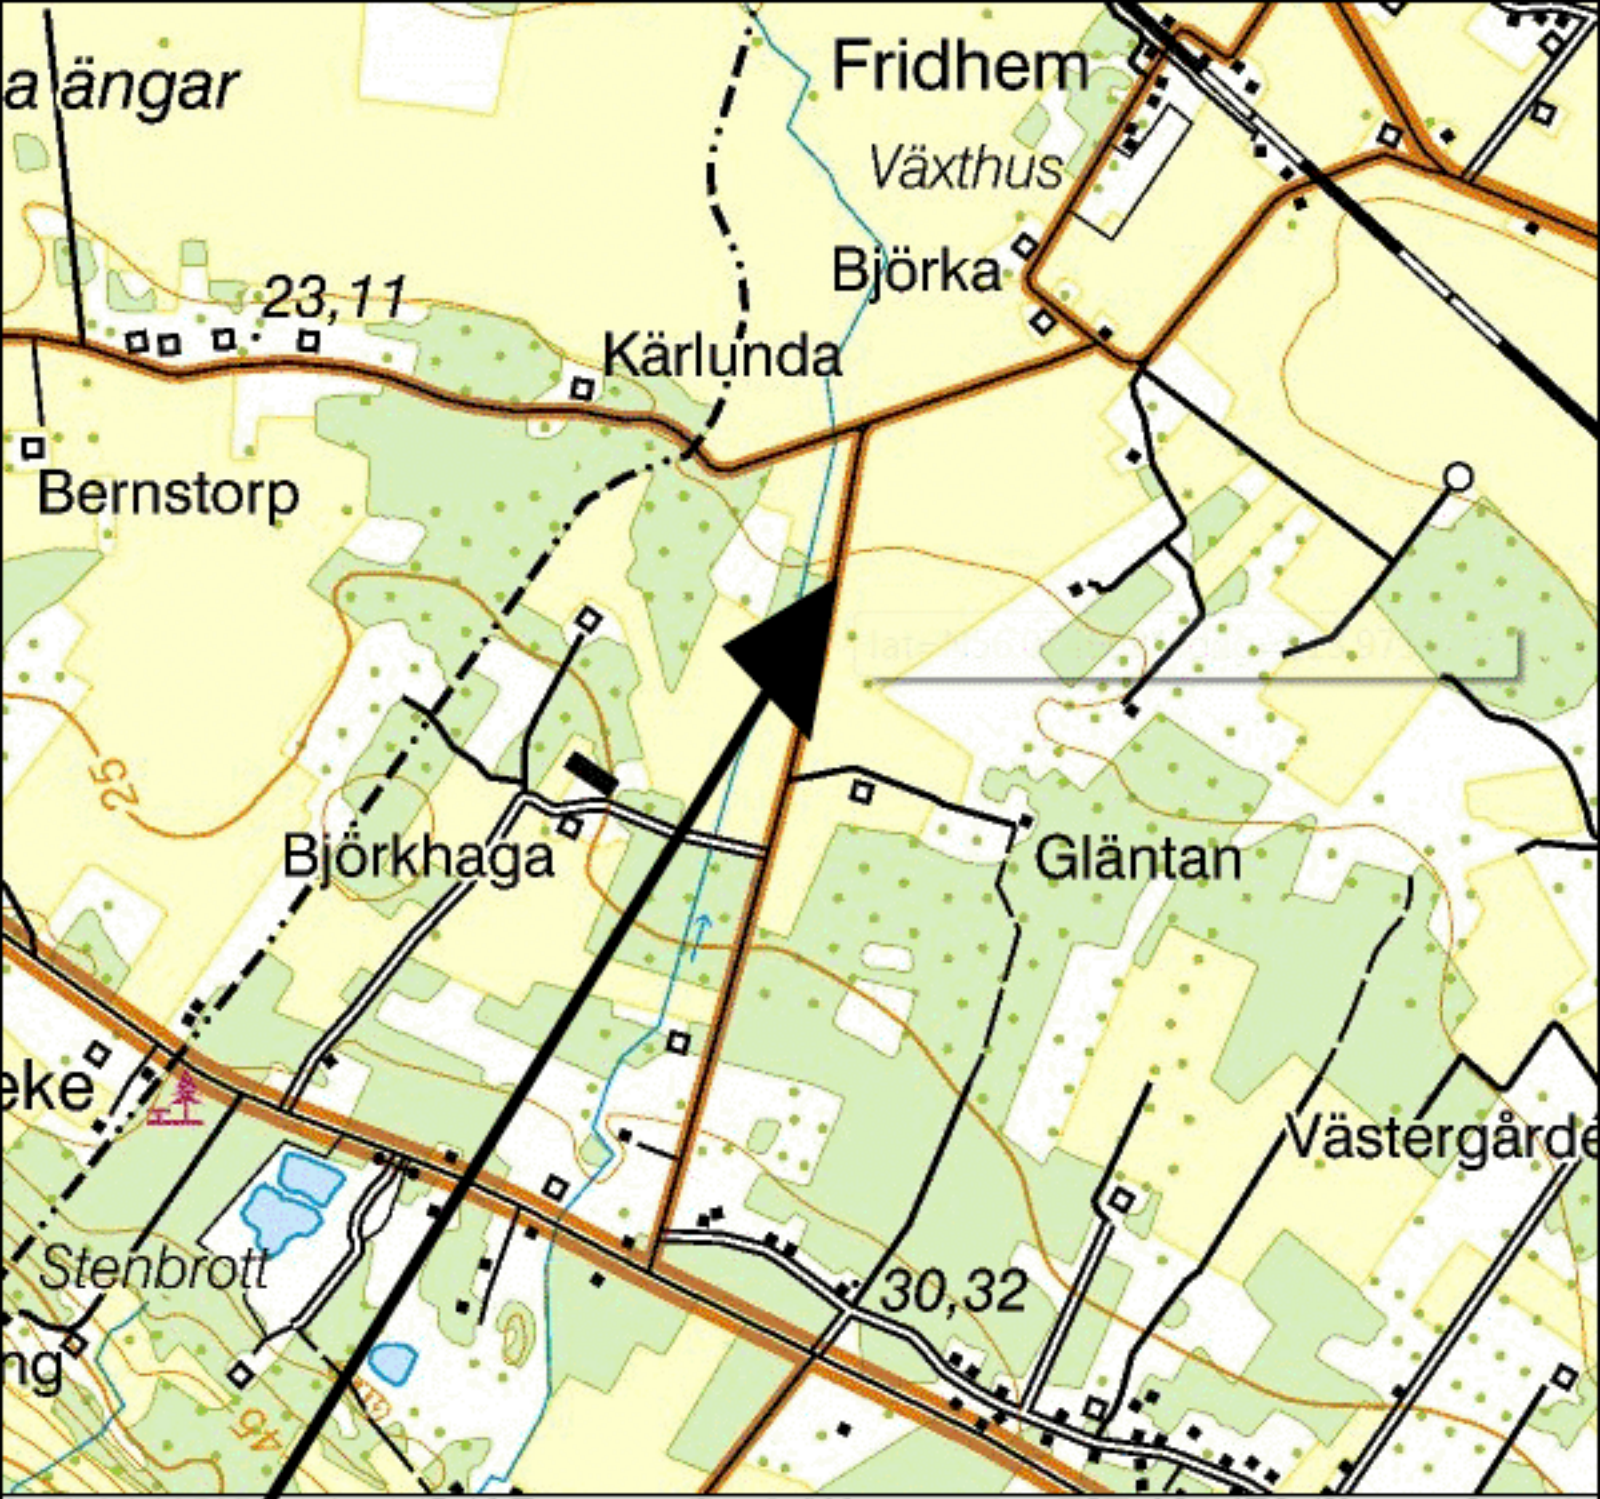 a ängar
Fridhem
Växthus
Björka
23,11
Kärlunda
Bernstorp
25
Björkhaga
Gläntan
eke
Västergårde
Stenbrott
30,32
ng
45